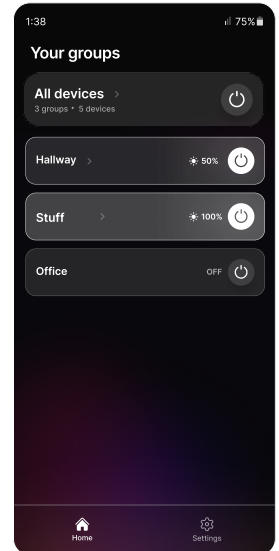 1:38 75%
Your groups
All devices
3 groups • 5 devices
Hallway 50%
Stuff 100%
Office OFF
Home Settings